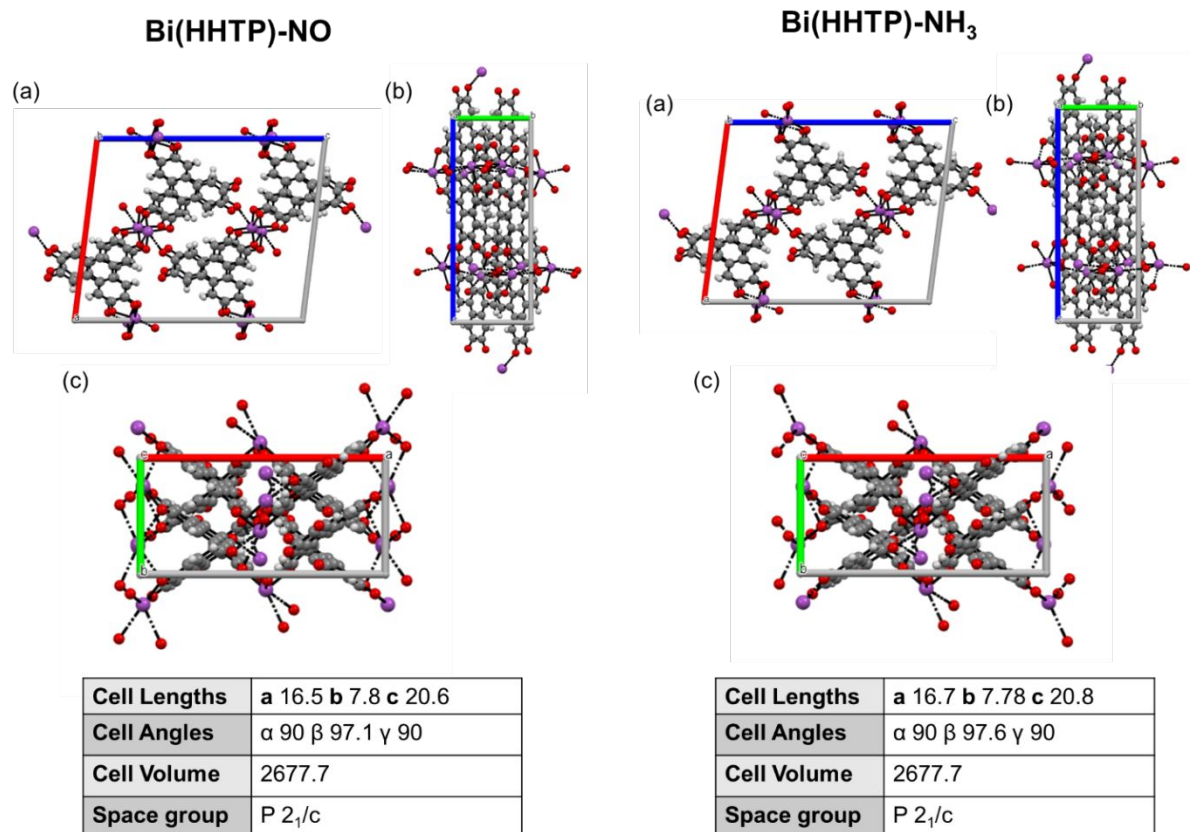 Bi(HHTP)-NO
(a)
(b)
(c)
Cell Lengths a 16.5 b 7.8 c 20.6
Cell Angles α 90 β 97.1 γ 90
Cell Volume 2677.7
Space group P 2₁/c
Bi(HHTP)-NH₃
(a)
(b)
(c)
Cell Lengths a 16.7 b 7.78 c 20.8
Cell Angles α 90 β 97.6 γ 90
Cell Volume 2677.7
Space group P 2₁/c